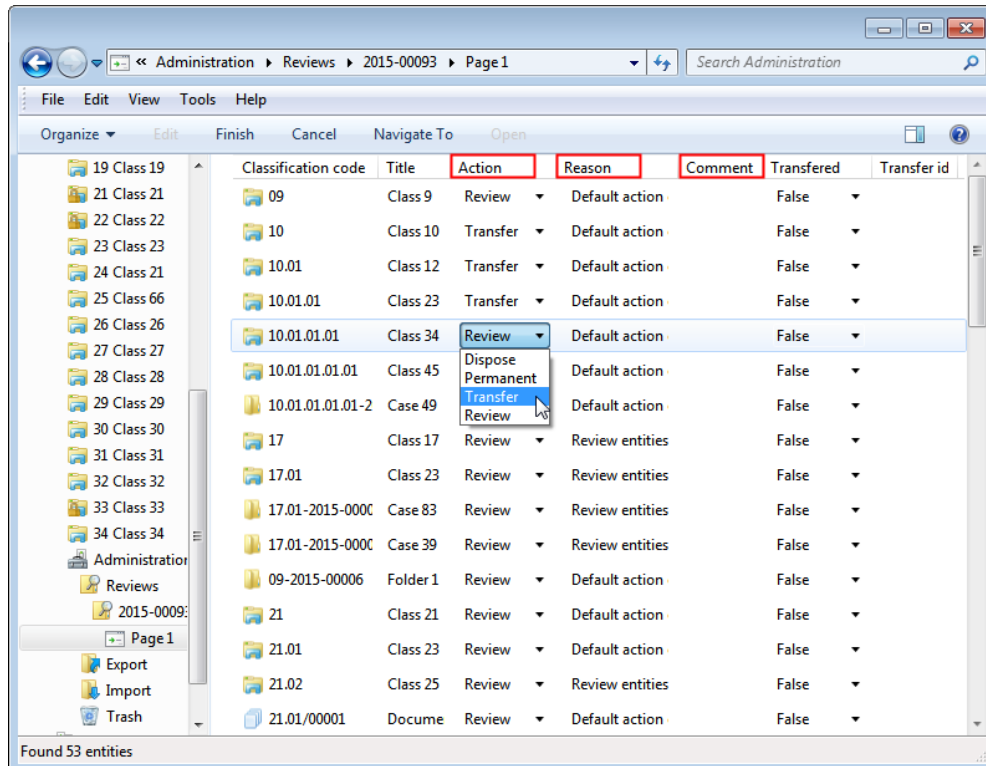 « Administration ▸ Reviews ▸ 2015-00093 ▸ Page 1 Search Administration
File Edit View Tools Help
Organize Edit Finish Cancel Navigate To Open
19 Class 19
21 Class 21
22 Class 22
23 Class 23
24 Class 21
25 Class 66
26 Class 26
27 Class 27
28 Class 28
29 Class 29
30 Class 30
31 Class 31
32 Class 32
33 Class 33
34 Class 34
Administration
Reviews
2015-0009
Page 1
Export
Import
Trash
Classification code Title Action Reason Comment Transfered Transfer id
09 Class 9 Review Default action False
10 Class 10 Transfer Default action False
10.01 Class 12 Transfer Default action False
10.01.01 Class 23 Transfer Default action False
10.01.01.01 Class 34 Review Default action False
Dispose
Permanent
Transfer
Review
10.01.01.01.01 Class 45 Default action False
10.01.01.01.01-2 Case 49 Default action False
17 Class 17 Review Review entities False
17.01 Class 23 Review Review entities False
17.01-2015-0000 Case 83 Review Review entities False
17.01-2015-0000 Case 39 Review Review entities False
09-2015-00006 Folder 1 Review Default action False
21 Class 21 Review Default action False
21.01 Class 23 Review Default action False
21.02 Class 25 Review Review entities False
21.01/00001 Docume Review Default action False
Found 53 entities